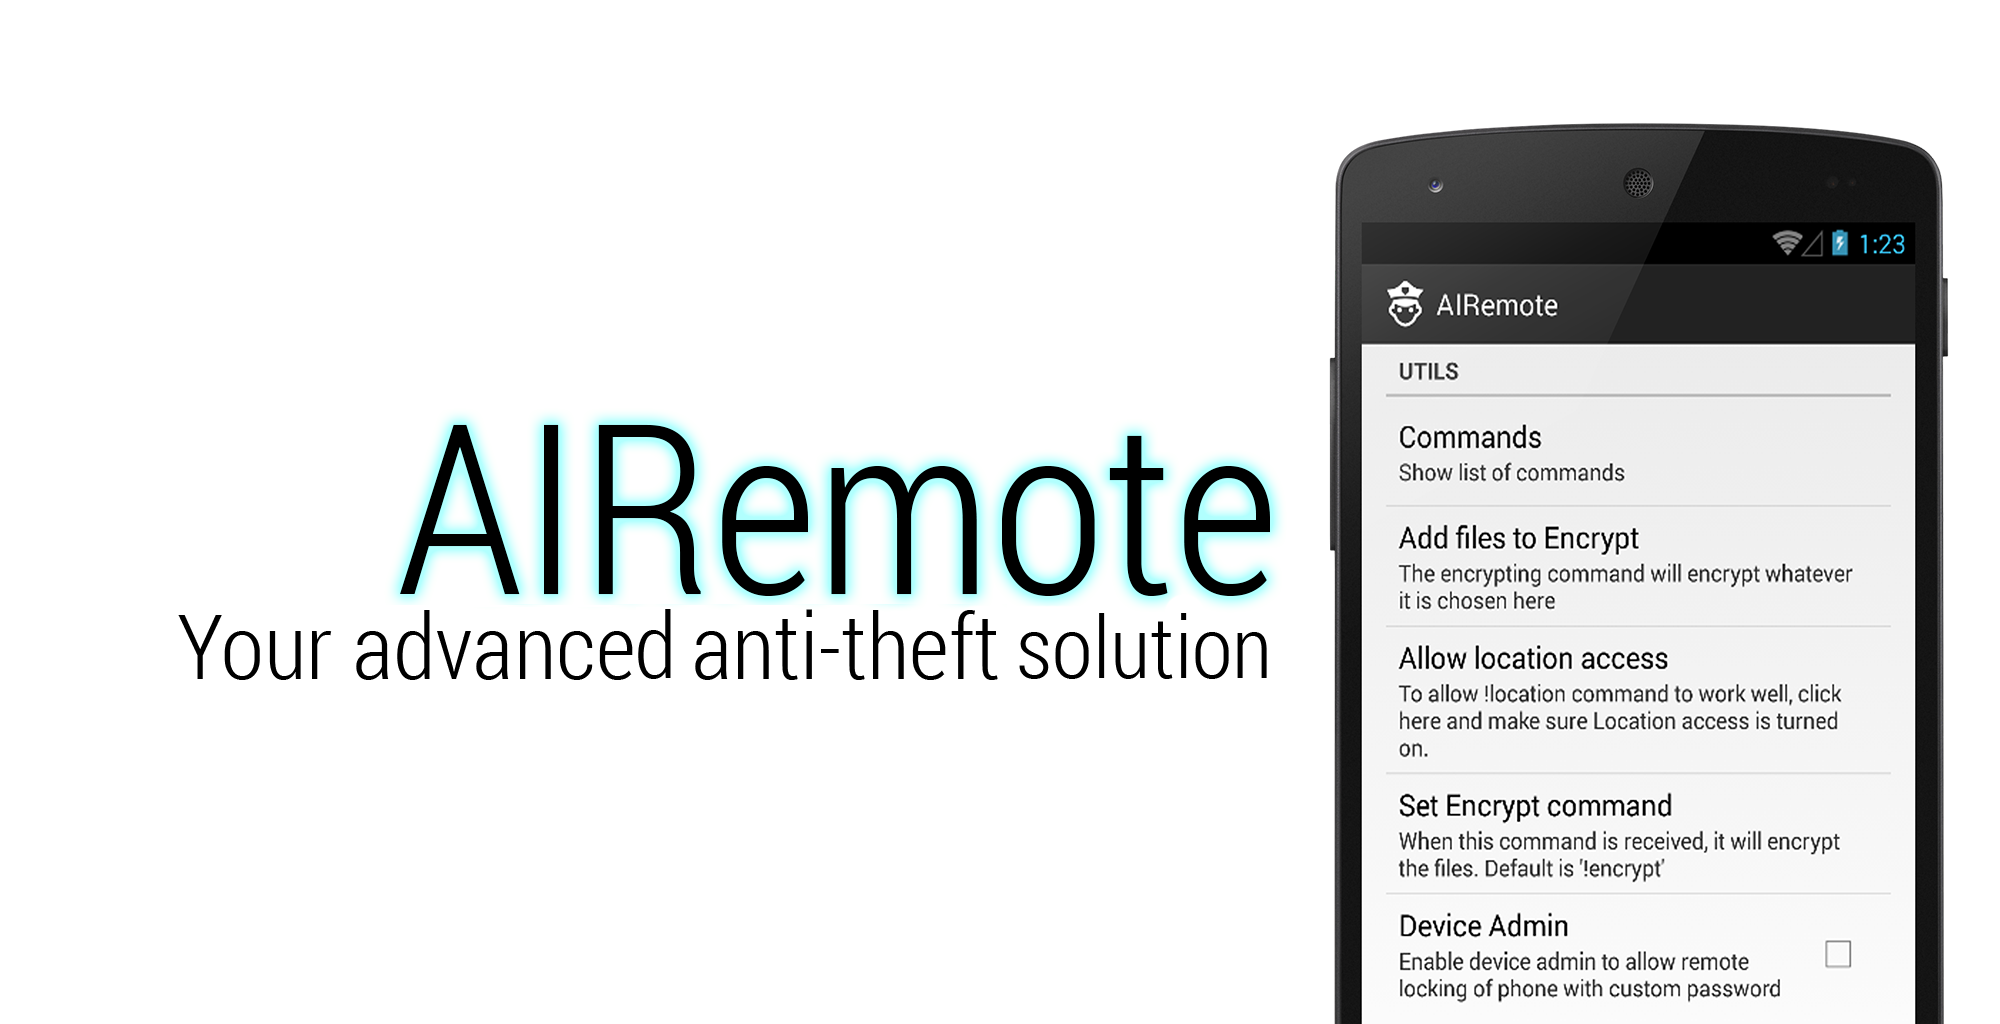 AIRemote
Your advanced anti-theft solution
1:23
AIRemote
UTILS
Commands
Show list of commands
Add files to Encrypt
The encrypting command will encrypt whatever
it is chosen here
Allow location access
To allow !location command to work well, click
here and make sure Location access is turned
on.
Set Encrypt command
When this command is received, it will encrypt
the files. Default is '!encrypt'
Device Admin
Enable device admin to allow remote
locking of phone with custom password